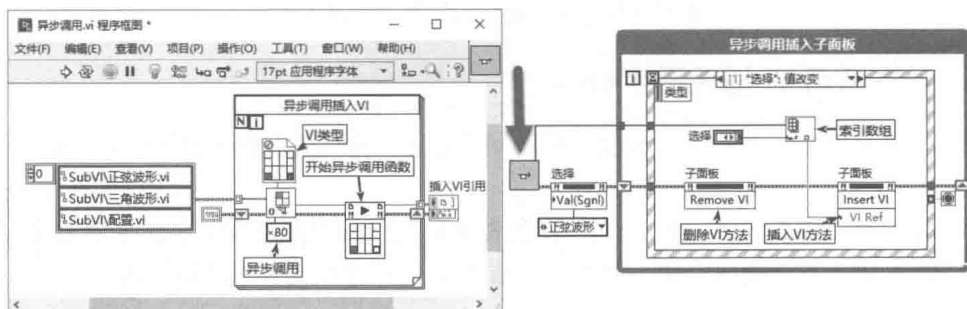 异步调用.vi 程序框图 *
文件(F) 编辑(E) 查看(V) 项目(P) 操作(O) 工具(T) 窗口(W) 帮助(H)
17pt 应用程序字体
异步调用插入VI
N i
VI类型
开始异步调用函数
0
SubVI\正弦波形.vi
SubVI\三角波形.vi
SubVI\配置.vi
插入VI引用
×80
异步调用
异步调用插入子面板
i
[1] "选择": 值改变
类型
选择
索引数组
选择
Val(Sgnl)
正弦波形
子面板
Remove VI
删除VI方法
子面板
Insert VI
VI Ref
插入VI方法